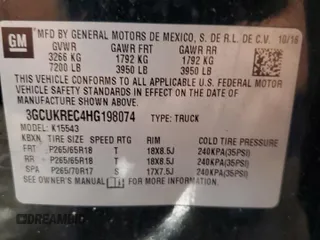 GM
MFD BY GENERAL MOTORS DE MEXICO, S. DE R.L. DE C.V. 10/16
GVWR GAWR FRT GAWR RR
3266 KG 1792 KG 1792 KG
7200 LB 3950 LB 3950 LB
THIS VEHICLE CONFORMS TO ALL APPLICABLE U.S. FEDERAL MOTOR
VEHICLE SAFETY STANDARDS IN EFFECT ON THE DATE OF
MANUFACTURE SHOWN ABOVE.
3GCUKREC4HG198074 TYPE: TRUCK
MODEL: K15543
KBXN, TIRE SIZE SPEED RTG RIM COLD TIRE PRESSURE
FRT P265/65R18 T 18X8.5J 240KPA(35PSI)
RR P265/65R18 T 18X8.5J 240KPA(35PSI)
SPA P265/70R17 S 17X7.5J 240KPA(35PSI)
SEE OWNER'S MANUAL FOR ADDITIONAL INFORMATION.